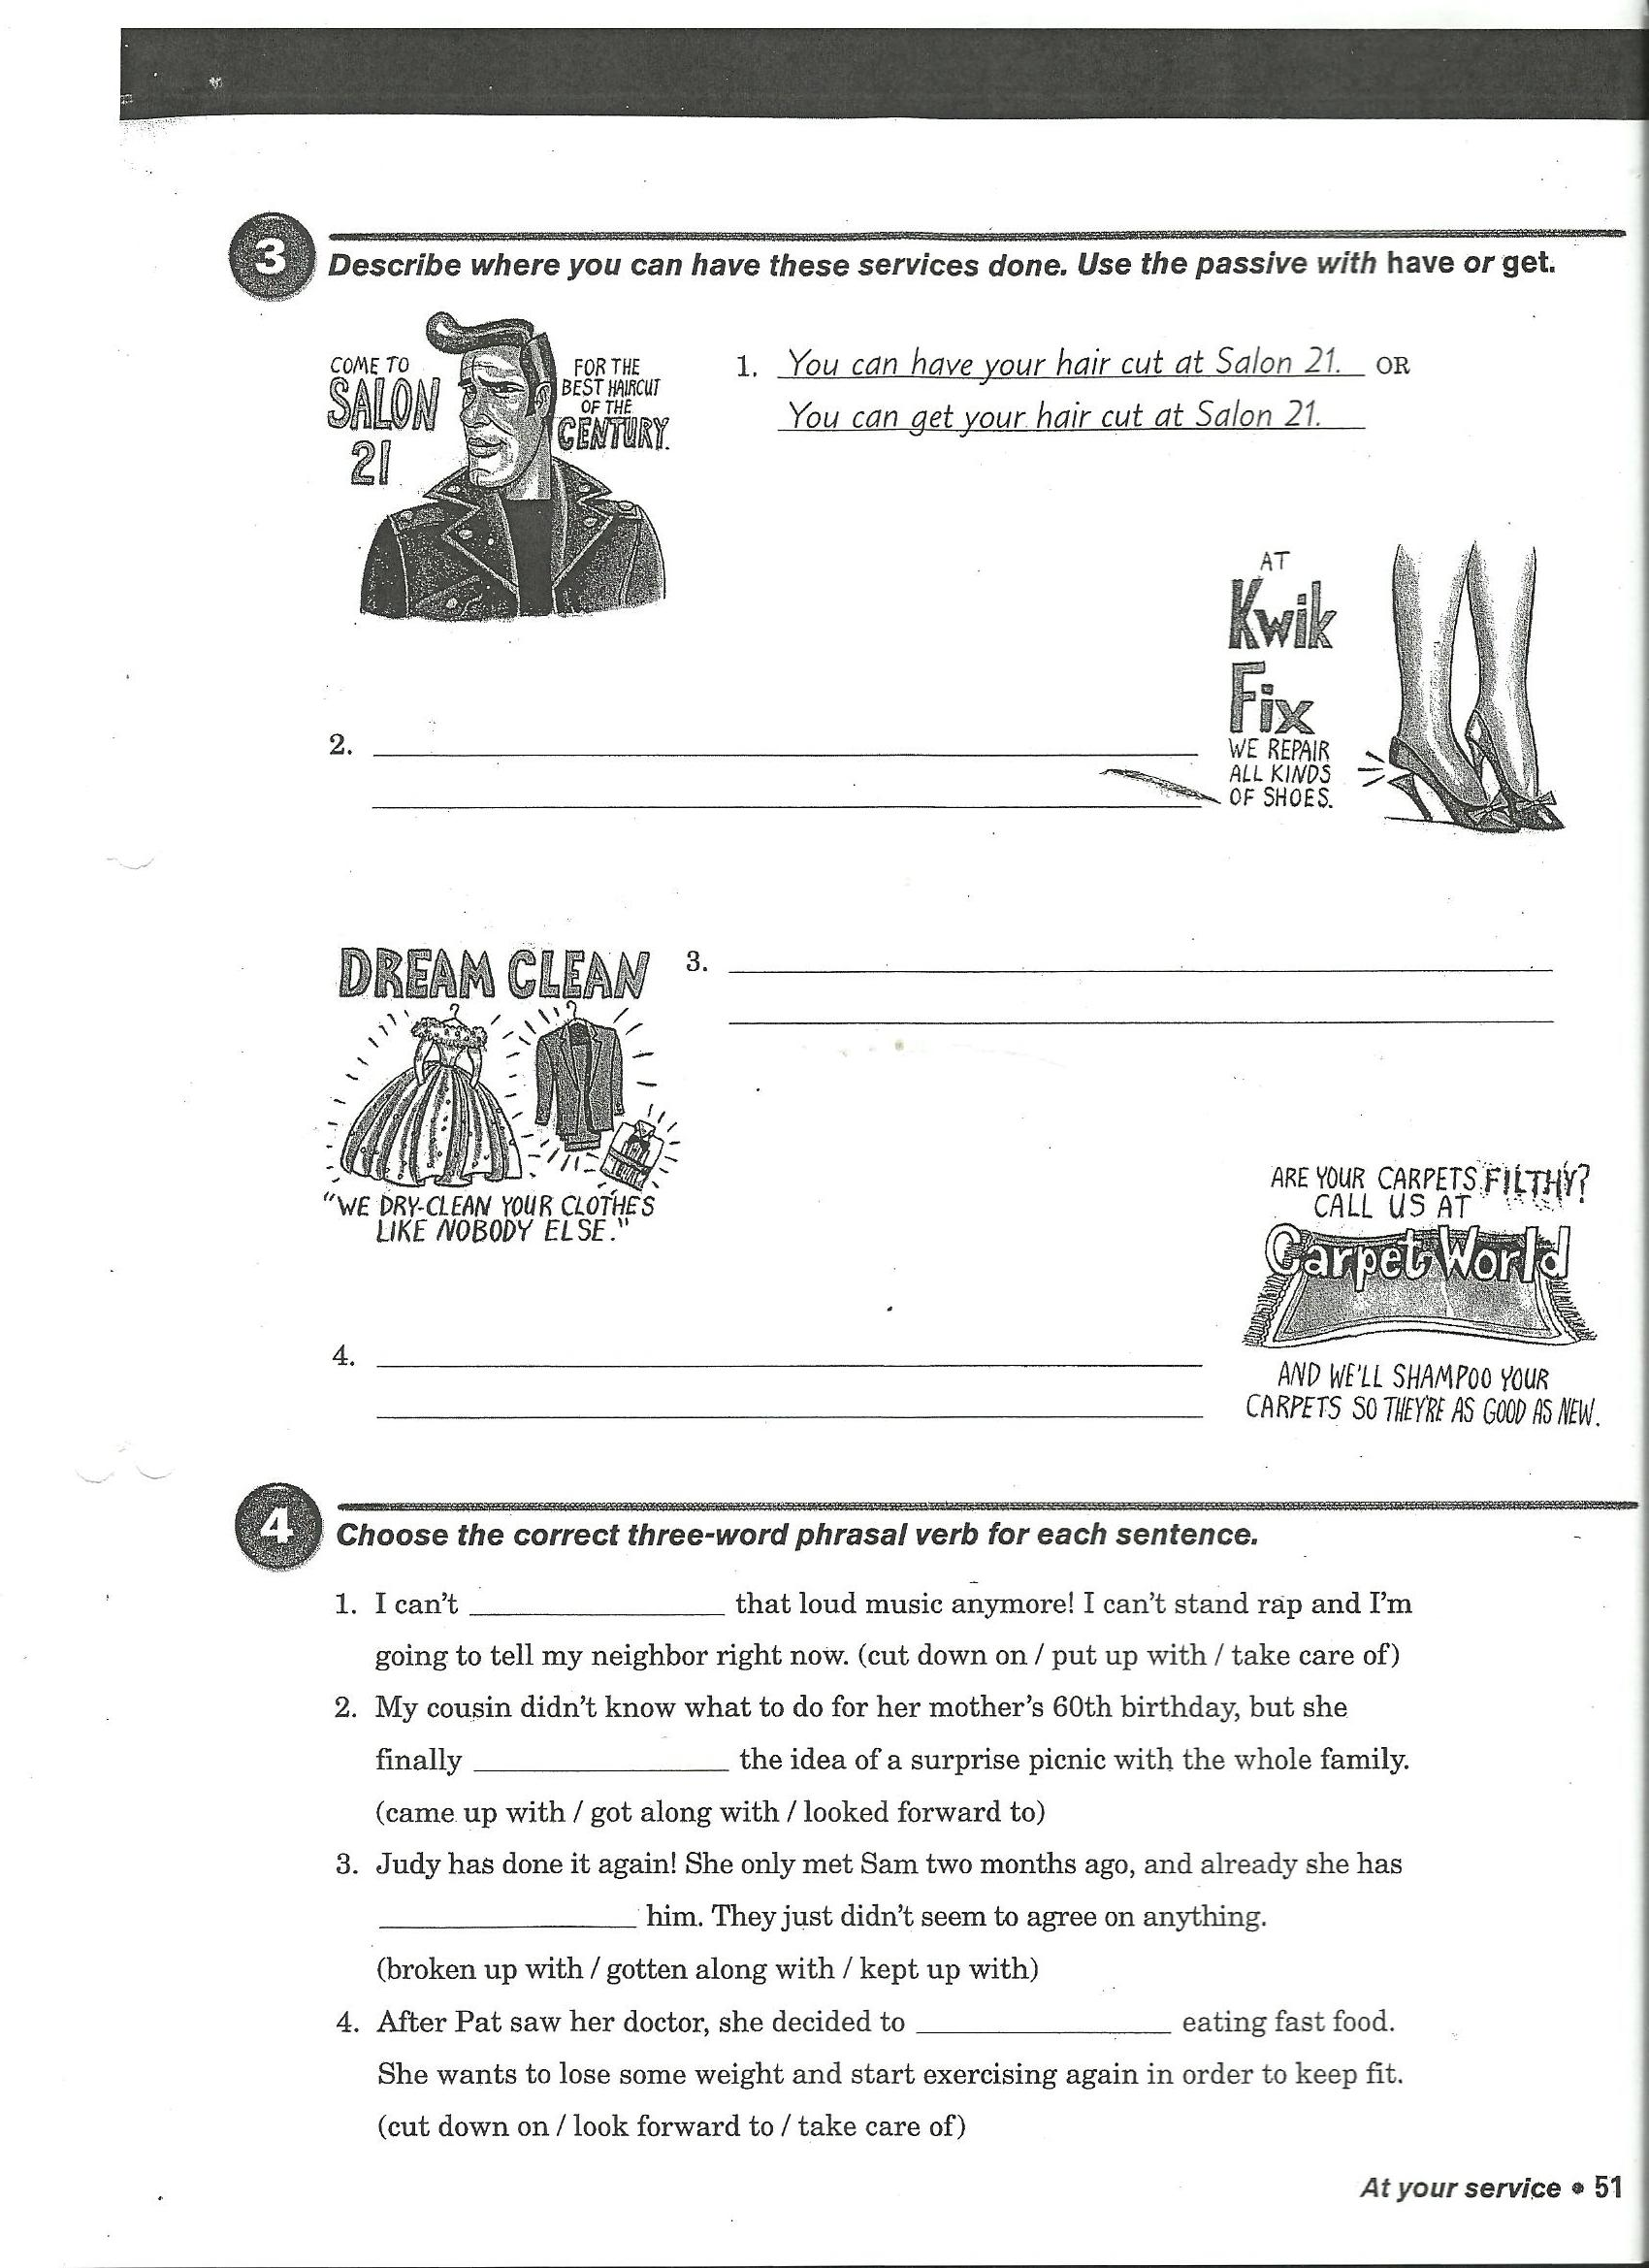 3
Describe where you can have these services done. Use the passive with have or get.
COME TO
SALON
21
FOR THE
BEST HAIRCUT
OF THE
CENTURY.
1. You can have your hair cut at Salon 21. OR
You can get your hair cut at Salon 21.
AT
Kwik
Fix
WE REPAIR
ALL KINDS
OF SHOES.
2.
DREAM CLEAN
"WE DRY-CLEAN YOUR CLOTHES
LIKE NOBODY ELSE."
3.
ARE YOUR CARPETS FILTHY?
CALL US AT
Carpet World
AND WE'LL SHAMPOO YOUR
CARPETS SO THEY'RE AS GOOD AS NEW.
4.
4
Choose the correct three-word phrasal verb for each sentence.
1. I can't ________ that loud music anymore! I can't stand rap and I'm
going to tell my neighbor right now. (cut down on / put up with / take care of)
2. My cousin didn't know what to do for her mother's 60th birthday, but she
finally ________ the idea of a surprise picnic with the whole family.
(came up with / got along with / looked forward to)
3. Judy has done it again! She only met Sam two months ago, and already she has
________ him. They just didn't seem to agree on anything.
(broken up with / gotten along with / kept up with)
4. After Pat saw her doctor, she decided to ________ eating fast food.
She wants to lose some weight and start exercising again in order to keep fit.
(cut down on / look forward to / take care of)
At your service • 51